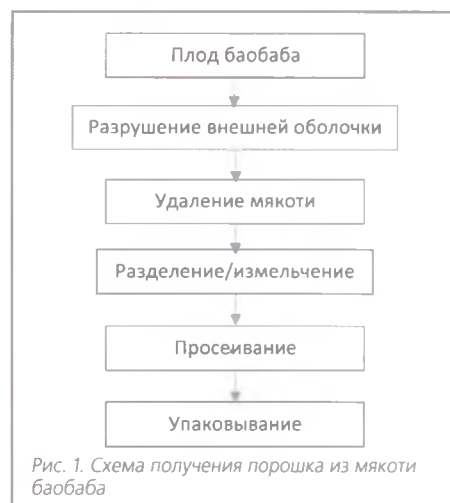 Плод баобаба
Разрушение внешней оболочки
Удаление мякоти
Разделение/измельчение
Просеивание
Упаковывание
Рис. 1. Схема получения порошка из мякоти
баобаба